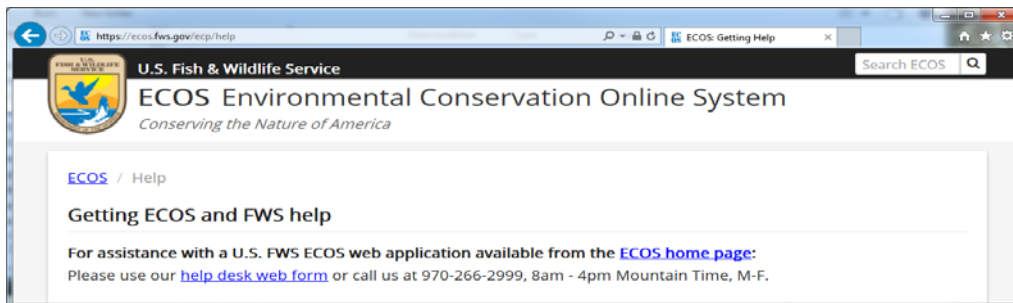 https://ecos.fws.gov/ecp/help
ECOS: Getting Help
U.S.
FISH & WILDLIFE
SERVICE
U.S. Fish & Wildlife Service
Search ECOS
ECOS Environmental Conservation Online System
Conserving the Nature of America
ECOS / Help
Getting ECOS and FWS help
For assistance with a U.S. FWS ECOS web application available from the ECOS home page:
Please use our help desk web form or call us at 970-266-2999, 8am - 4pm Mountain Time, M-F.